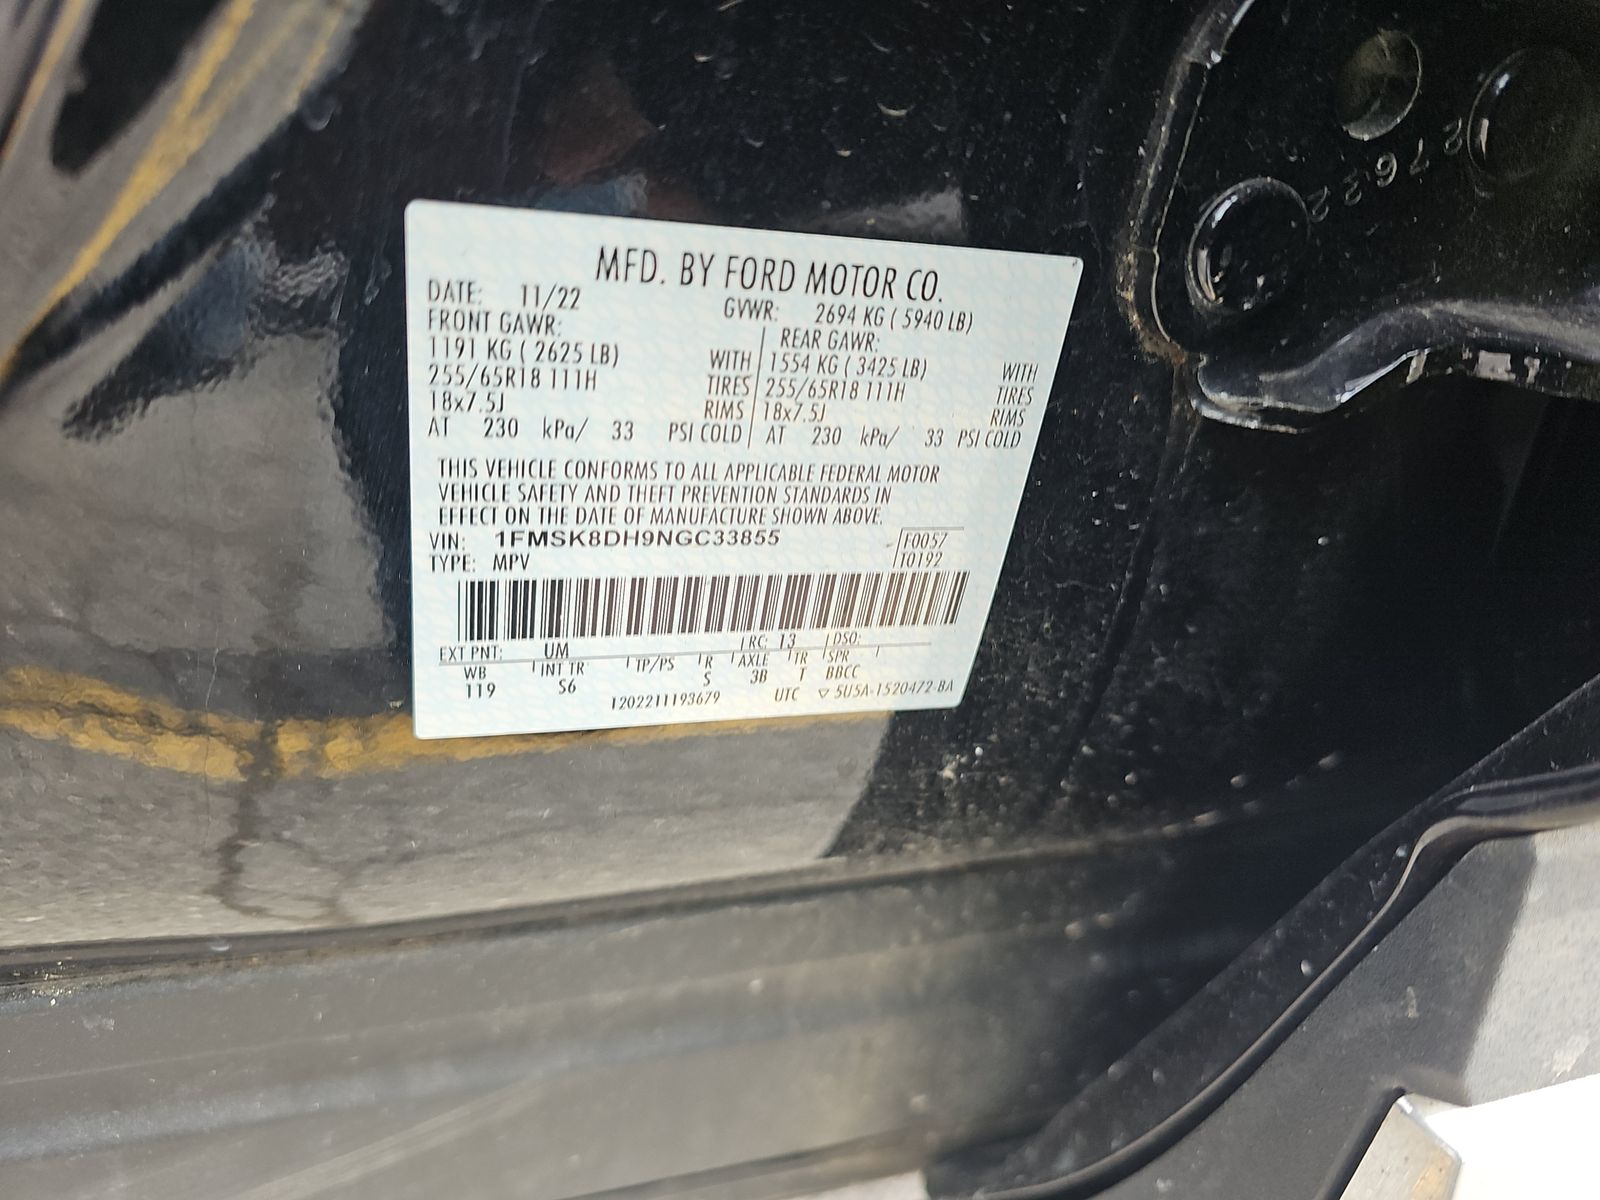 MFD. BY FORD MOTOR CO.
DATE: 11/22 GVWR: 2694 KG ( 5940 LB)
FRONT GAWR: REAR GAWR:
1191 KG ( 2625 LB) WITH 1554 KG ( 3425 LB) WITH
255/65R18 111H TIRES 255/65R18 111H TIRES
18x7.5J RIMS 18x7.5J RIMS
AT 230 kPa/ 33 PSI COLD AT 230 kPa/ 33 PSI COLD
THIS VEHICLE CONFORMS TO ALL APPLICABLE FEDERAL MOTOR
VEHICLE SAFETY AND THEFT PREVENTION STANDARDS IN
EFFECT ON THE DATE OF MANUFACTURE SHOWN ABOVE.
VIN: 1FMSK8DH9NGC33855 F0057
TYPE: MPV T0192
EXT PNT: UM RC: 13 DSO:
WB INT TR TP/PS R AXLE TR SPR
119 S6 S 3B T BBCC
1202211193679 UTC ▽ 5U5A-1520472-BA
27622